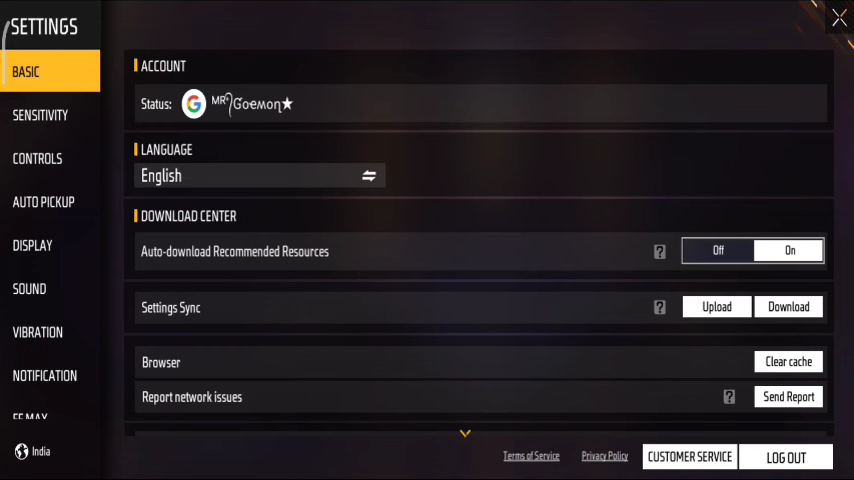 SETTINGS
BASIC
SENSITIVITY
CONTROLS
AUTO PICKUP
DISPLAY
SOUND
VIBRATION
NOTIFICATION
FF MAX
India
ACCOUNT
Status: G ᴹᴿ᭄Goemon★
LANGUAGE
English
DOWNLOAD CENTER
Auto-download Recommended Resources ? Off On
Settings Sync ? Upload Download
Browser Clear cache
Report network issues ? Send Report
Terms of Service Privacy Policy CUSTOMER SERVICE LOG OUT